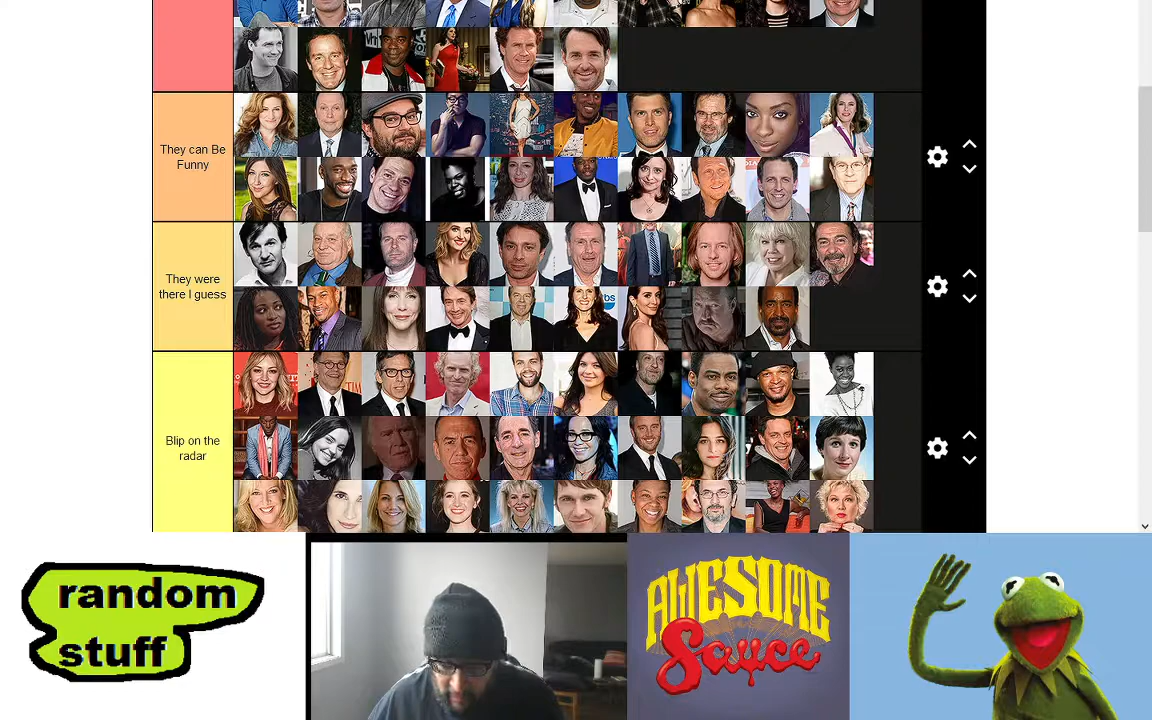 They can Be
Funny
They were
there I guess
Blip on the
radar
random
stuff
AWESOME
Sauce